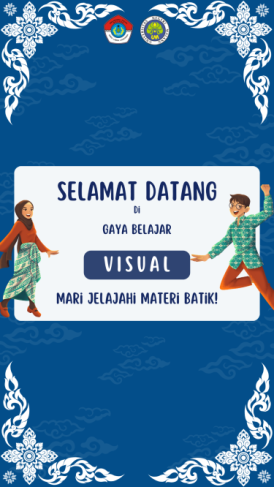 SELAMAT DATANG
Di
GAYA BELAJAR
VISUAL
MARi JELAJAHi MATERi BATiK!